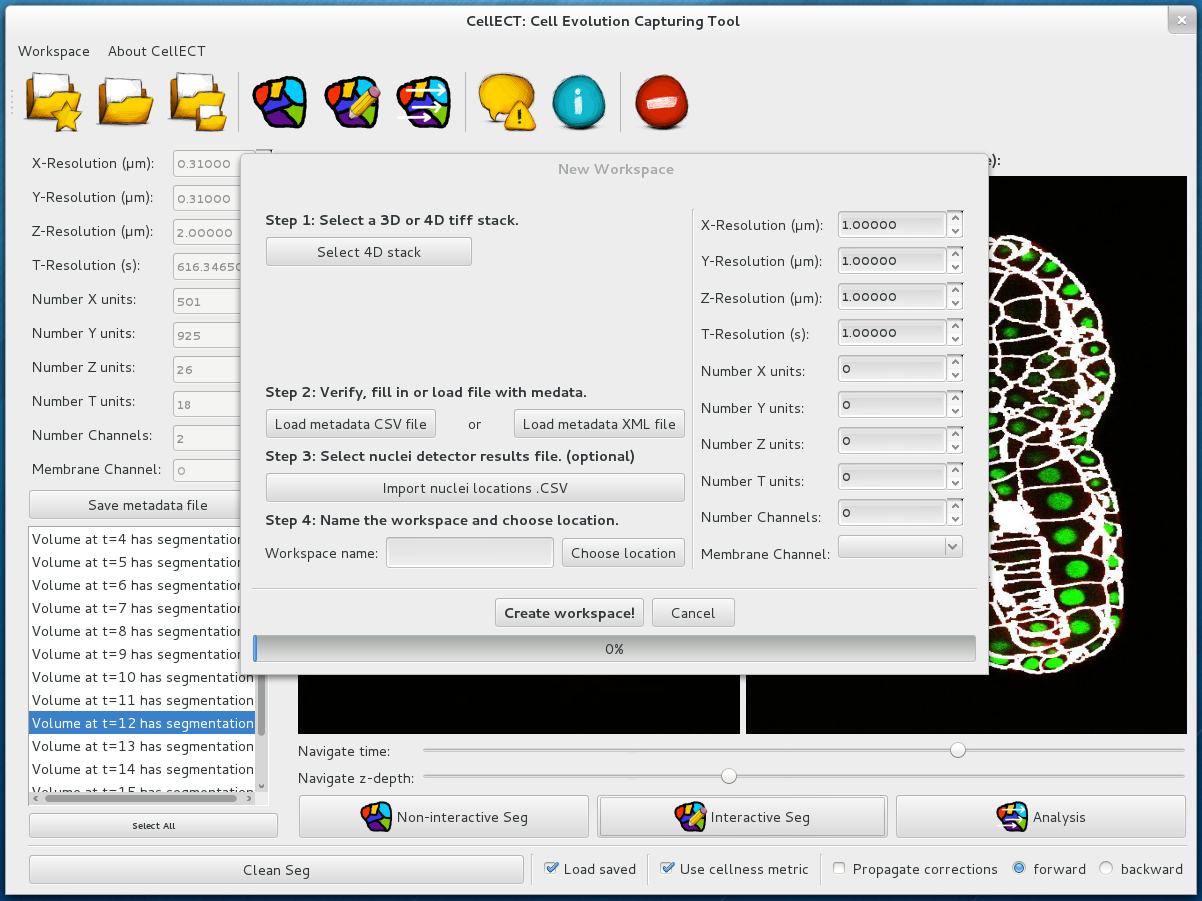 CellECT: Cell Evolution Capturing Tool
Workspace About CellECT
X-Resolution (µm): 0.31000
Y-Resolution (µm): 0.31000
Z-Resolution (µm): 2.00000
T-Resolution (s): 616.34650
Number X units: 501
Number Y units: 925
Number Z units: 26
Number T units: 18
Number Channels: 2
Membrane Channel: 0
Save metadata file
Volume at t=4 has segmentation
Volume at t=5 has segmentation
Volume at t=6 has segmentation
Volume at t=7 has segmentation
Volume at t=8 has segmentation
Volume at t=9 has segmentation
Volume at t=10 has segmentation
Volume at t=11 has segmentation
Volume at t=12 has segmentation
Volume at t=13 has segmentation
Volume at t=14 has segmentation
Volume at t=15 has segmentation
Select All
New Workspace
Step 1: Select a 3D or 4D tiff stack.
Select 4D stack
Step 2: Verify, fill in or load file with medata.
Load metadata CSV file or Load metadata XML file
Step 3: Select nuclei detector results file. (optional)
Import nuclei locations .CSV
Step 4: Name the workspace and choose location.
Workspace name: Choose location
X-Resolution (µm): 1.00000
Y-Resolution (µm): 1.00000
Z-Resolution (µm): 1.00000
T-Resolution (s): 1.00000
Number X units: 0
Number Y units: 0
Number Z units: 0
Number T units: 0
Number Channels: 0
Membrane Channel:
Create workspace! Cancel
0%
e):
Navigate time:
Navigate z-depth:
Non-interactive Seg Interactive Seg Analysis
Clean Seg Load saved Use cellness metric Propagate corrections forward backward